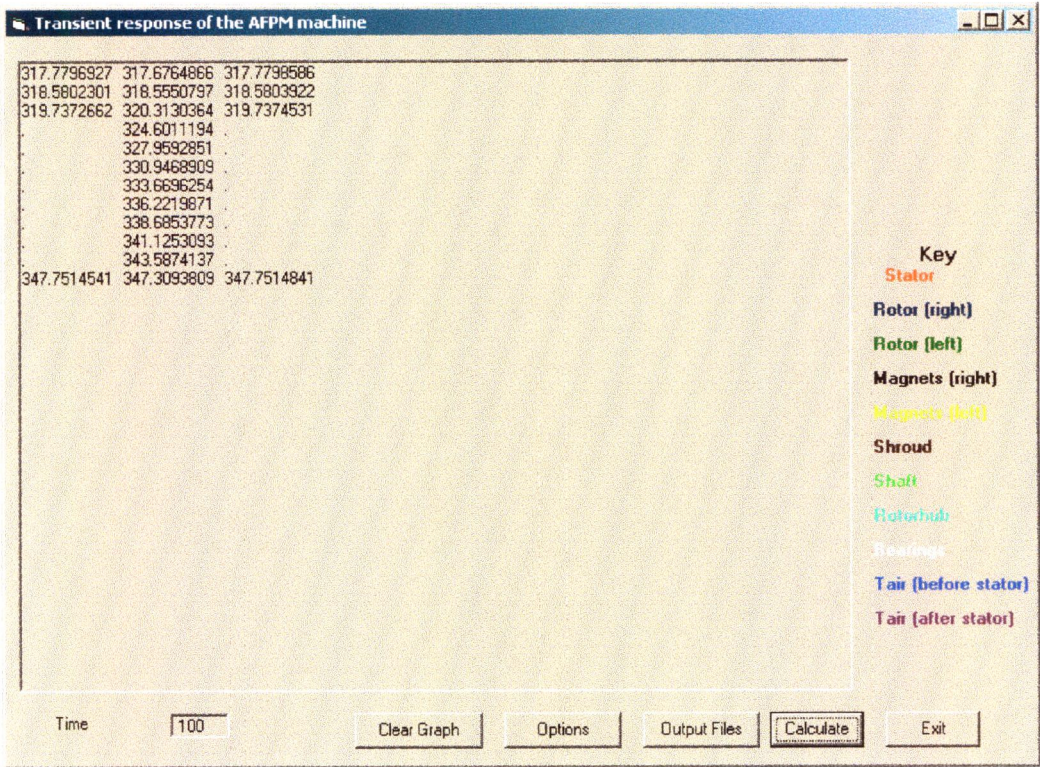 Transient response of the AFPM machine
317.7796927 317.6764866 317.7798586
318.5802301 318.5550797 318.5803922
319.7372662 320.3130364 319.7374531
. 324.6011194 .
. 327.9592851 .
. 330.9468909 .
. 333.6696254 .
. 336.2219871 .
. 338.6853773 .
. 341.1253093 .
. 343.5874137 .
347.7514541 347.3093809 347.7514841
Key
Stator
Rotor (right)
Rotor (left)
Magnets (right)
Magnets (left)
Shroud
Shaft
Rotorhub
Bearings
Tair (before stator)
Tair (after stator)
Time 100 Clear Graph Options Output Files Calculate Exit